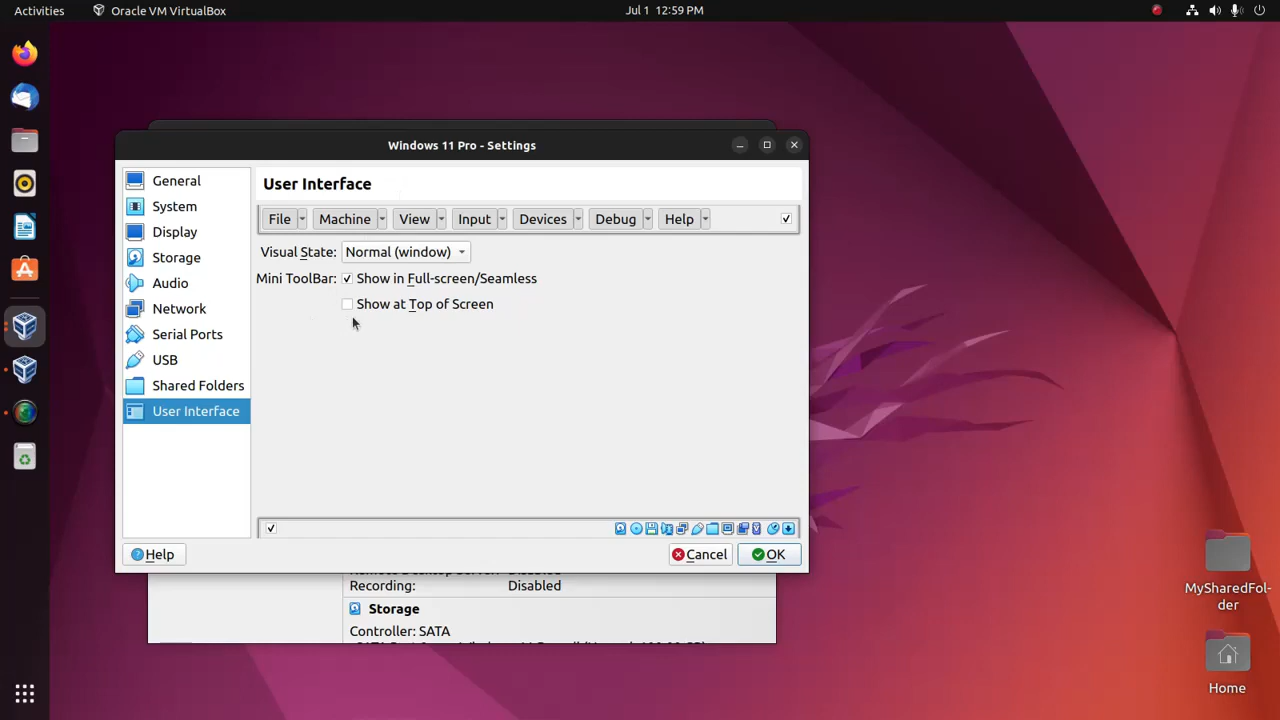 Activities
Oracle VM VirtualBox
Jul 1 12:59 PM
Windows 11 Pro - Settings
General
System
Display
Storage
Audio
Network
Serial Ports
USB
Shared Folders
User Interface
User Interface
File Machine View Input Devices Debug Help
Visual State: Normal (window)
Mini ToolBar: Show in Full-screen/Seamless
Show at Top of Screen
Help
Cancel
OK
Recording: Disabled
Storage
Controller: SATA
MySharedFol-
der
Home